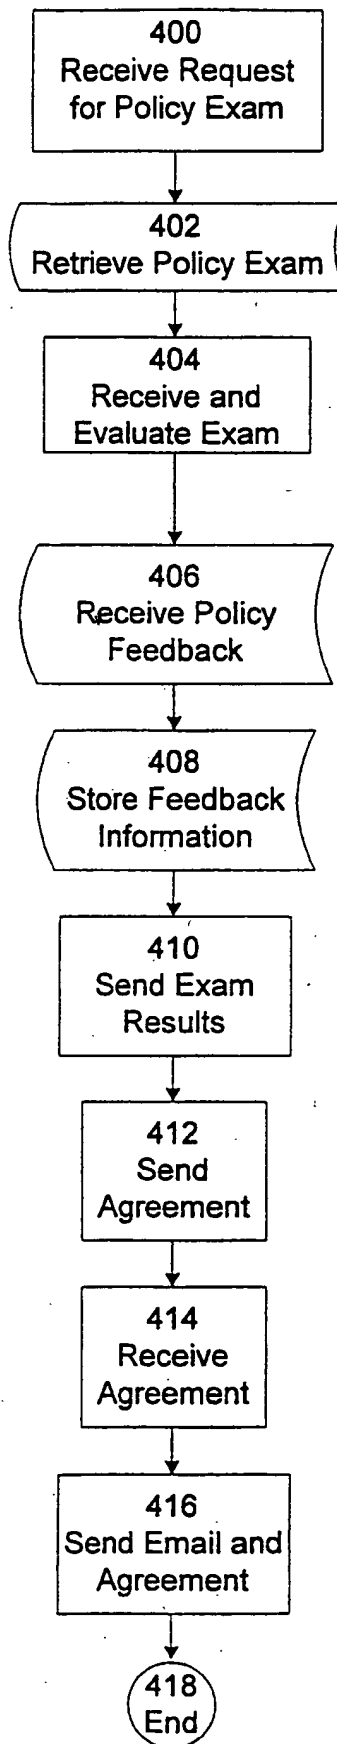 400
Receive Request
for Policy Exam
402
Retrieve Policy Exam
404
Receive and
Evaluate Exam
406
Receive Policy
Feedback
408
Store Feedback
Information
410
Send Exam
Results
412
Send
Agreement
414
Receive
Agreement
416
Send Email and
Agreement
418
End